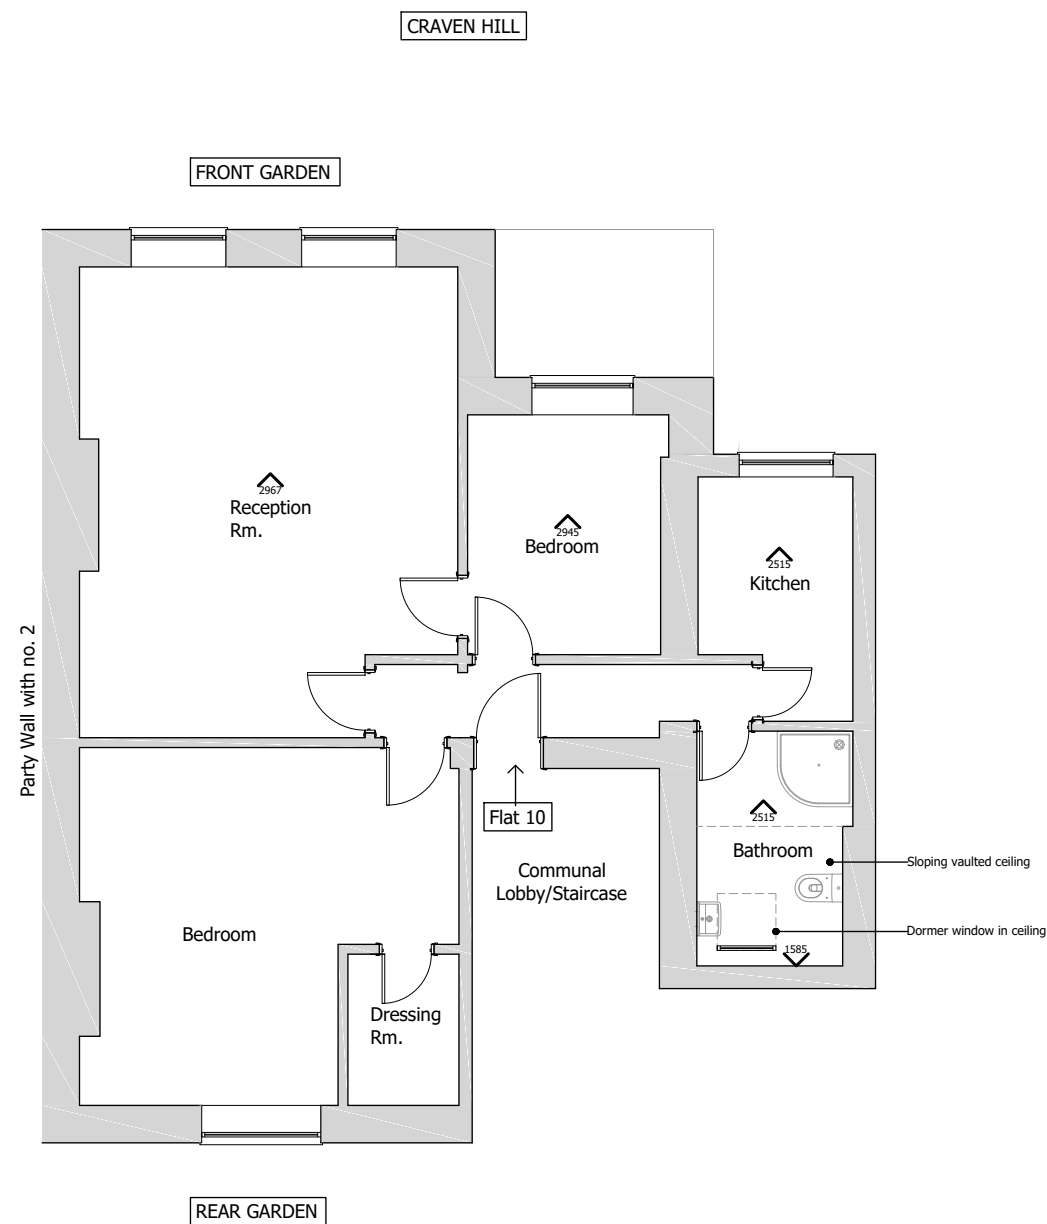 CRAVEN HILL
FRONT GARDEN
2967
Reception
Rm.
2945
Bedroom
2515
Kitchen
Party Wall with no. 2
Flat 10
2515
Bathroom
Sloping vaulted ceiling
Communal
Lobby/Staircase
Bedroom
Dormer window in ceiling
1585
Dressing
Rm.
REAR GARDEN